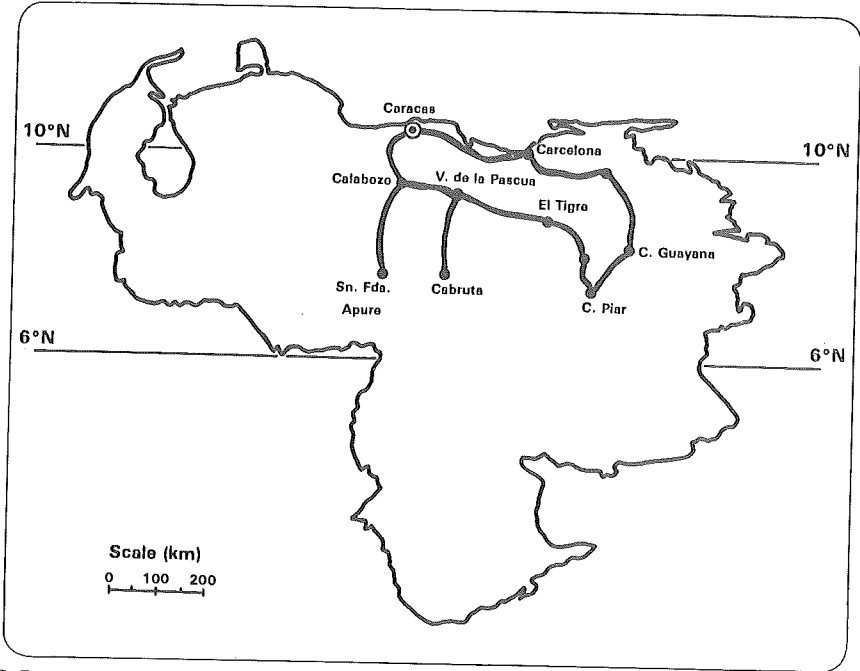 Caracas
10°N
10°N
Carcelona
Calabozo
V. de la Pascua
El Tigre
C. Guayana
Sn. Fda.
Apure
Cabruta
C. Piar
6°N
6°N
Scale (km)
0 100 200